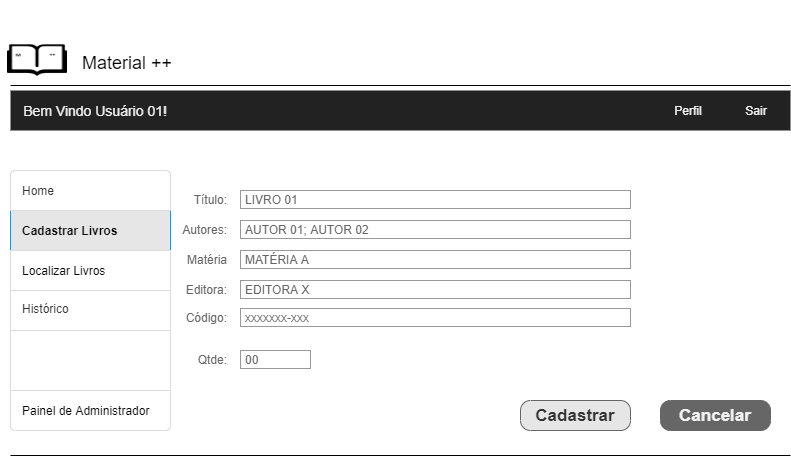 Material ++
Bem Vindo Usuário 01! Perfil Sair
Home
Cadastrar Livros
Localizar Livros
Histórico
Painel de Administrador
Título: LIVRO 01
Autores: AUTOR 01; AUTOR 02
Matéria MATÉRIA A
Editora: EDITORA X
Código: xxxxxxx-xxx
Qtde: 00
Cadastrar Cancelar